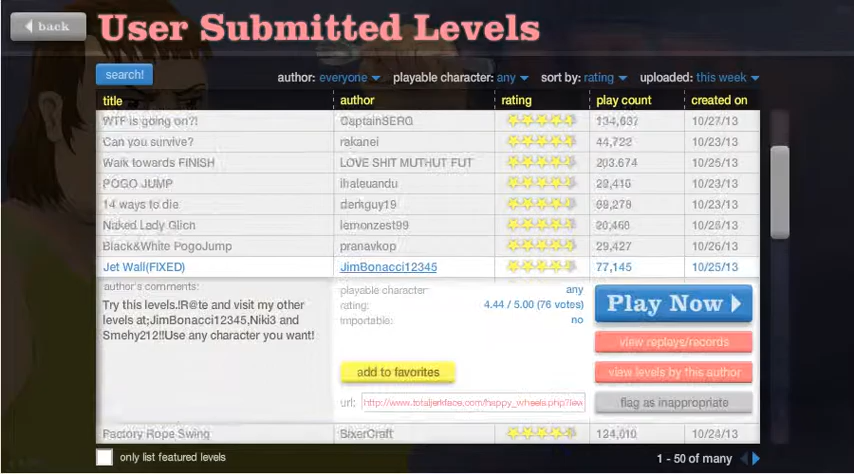 back
User Submitted Levels
search!
author: everyone playable character: any sort by: rating uploaded: this week
title author rating play count created on
WTF is going on?! CaptainSERG 134,637 10/27/13
Can you survive? rakanei 44,722 10/23/13
Walk towards FINISH LOVE SHIT MUTHUT FUT 203,674 10/25/13
POGO JUMP ihaleuandu 29,416 10/23/13
14 ways to die derkguy19 68,278 10/23/13
Naked Lady Glich lemonzest99 20,466 10/26/13
Black&White PogoJump pranavkop 29,427 10/26/13
Jet Wall(FIXED) JimBonacci12345 77,145 10/25/13
author's comments:
Try this levels.!R@te and visit my other
levels at;JimBonacci12345,Niki3 and
Smehy212!!Use any character you want!
playable character: any
rating: 4.44 / 5.00 (76 votes)
importable: no
add to favorites
url: http://www.totaljerkface.com/happy_wheels.php?leve
Play Now
view replays/records
view levels by this author
flag as inappropriate
Factory Rope Swing BixerCraft 124,010 10/24/13
only list featured levels
1 - 50 of many